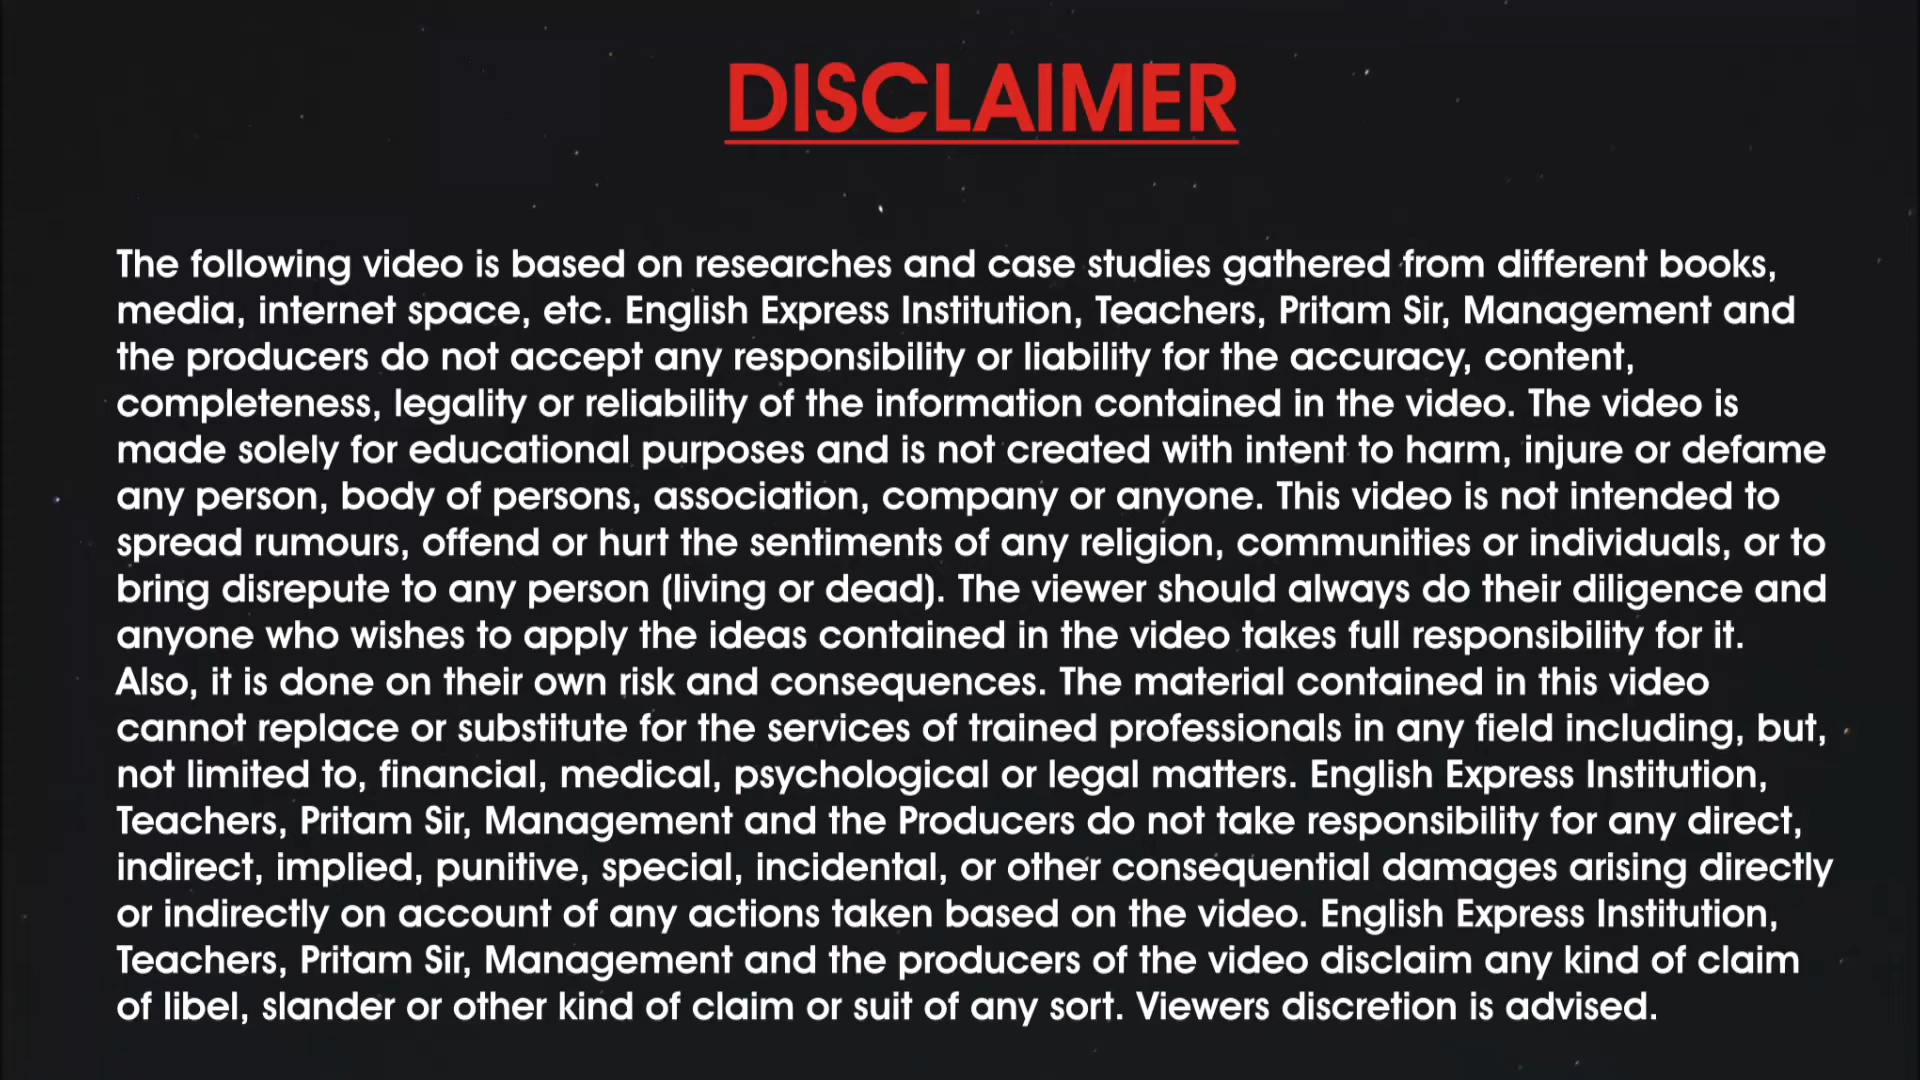 DISCLAIMER
The following video is based on researches and case studies gathered from different books,
media, internet space, etc. English Express Institution, Teachers, Pritam Sir, Management and
the producers do not accept any responsibility or liability for the accuracy, content,
completeness, legality or reliability of the information contained in the video. The video is
made solely for educational purposes and is not created with intent to harm, injure or defame
any person, body of persons, association, company or anyone. This video is not intended to
spread rumours, offend or hurt the sentiments of any religion, communities or individuals, or to
bring disrepute to any person (living or dead). The viewer should always do their diligence and
anyone who wishes to apply the ideas contained in the video takes full responsibility for it.
Also, it is done on their own risk and consequences. The material contained in this video
cannot replace or substitute for the services of trained professionals in any field including, but,
not limited to, financial, medical, psychological or legal matters. English Express Institution,
Teachers, Pritam Sir, Management and the Producers do not take responsibility for any direct,
indirect, implied, punitive, special, incidental, or other consequential damages arising directly
or indirectly on account of any actions taken based on the video. English Express Institution,
Teachers, Pritam Sir, Management and the producers of the video disclaim any kind of claim
of libel, slander or other kind of claim or suit of any sort. Viewers discretion is advised.